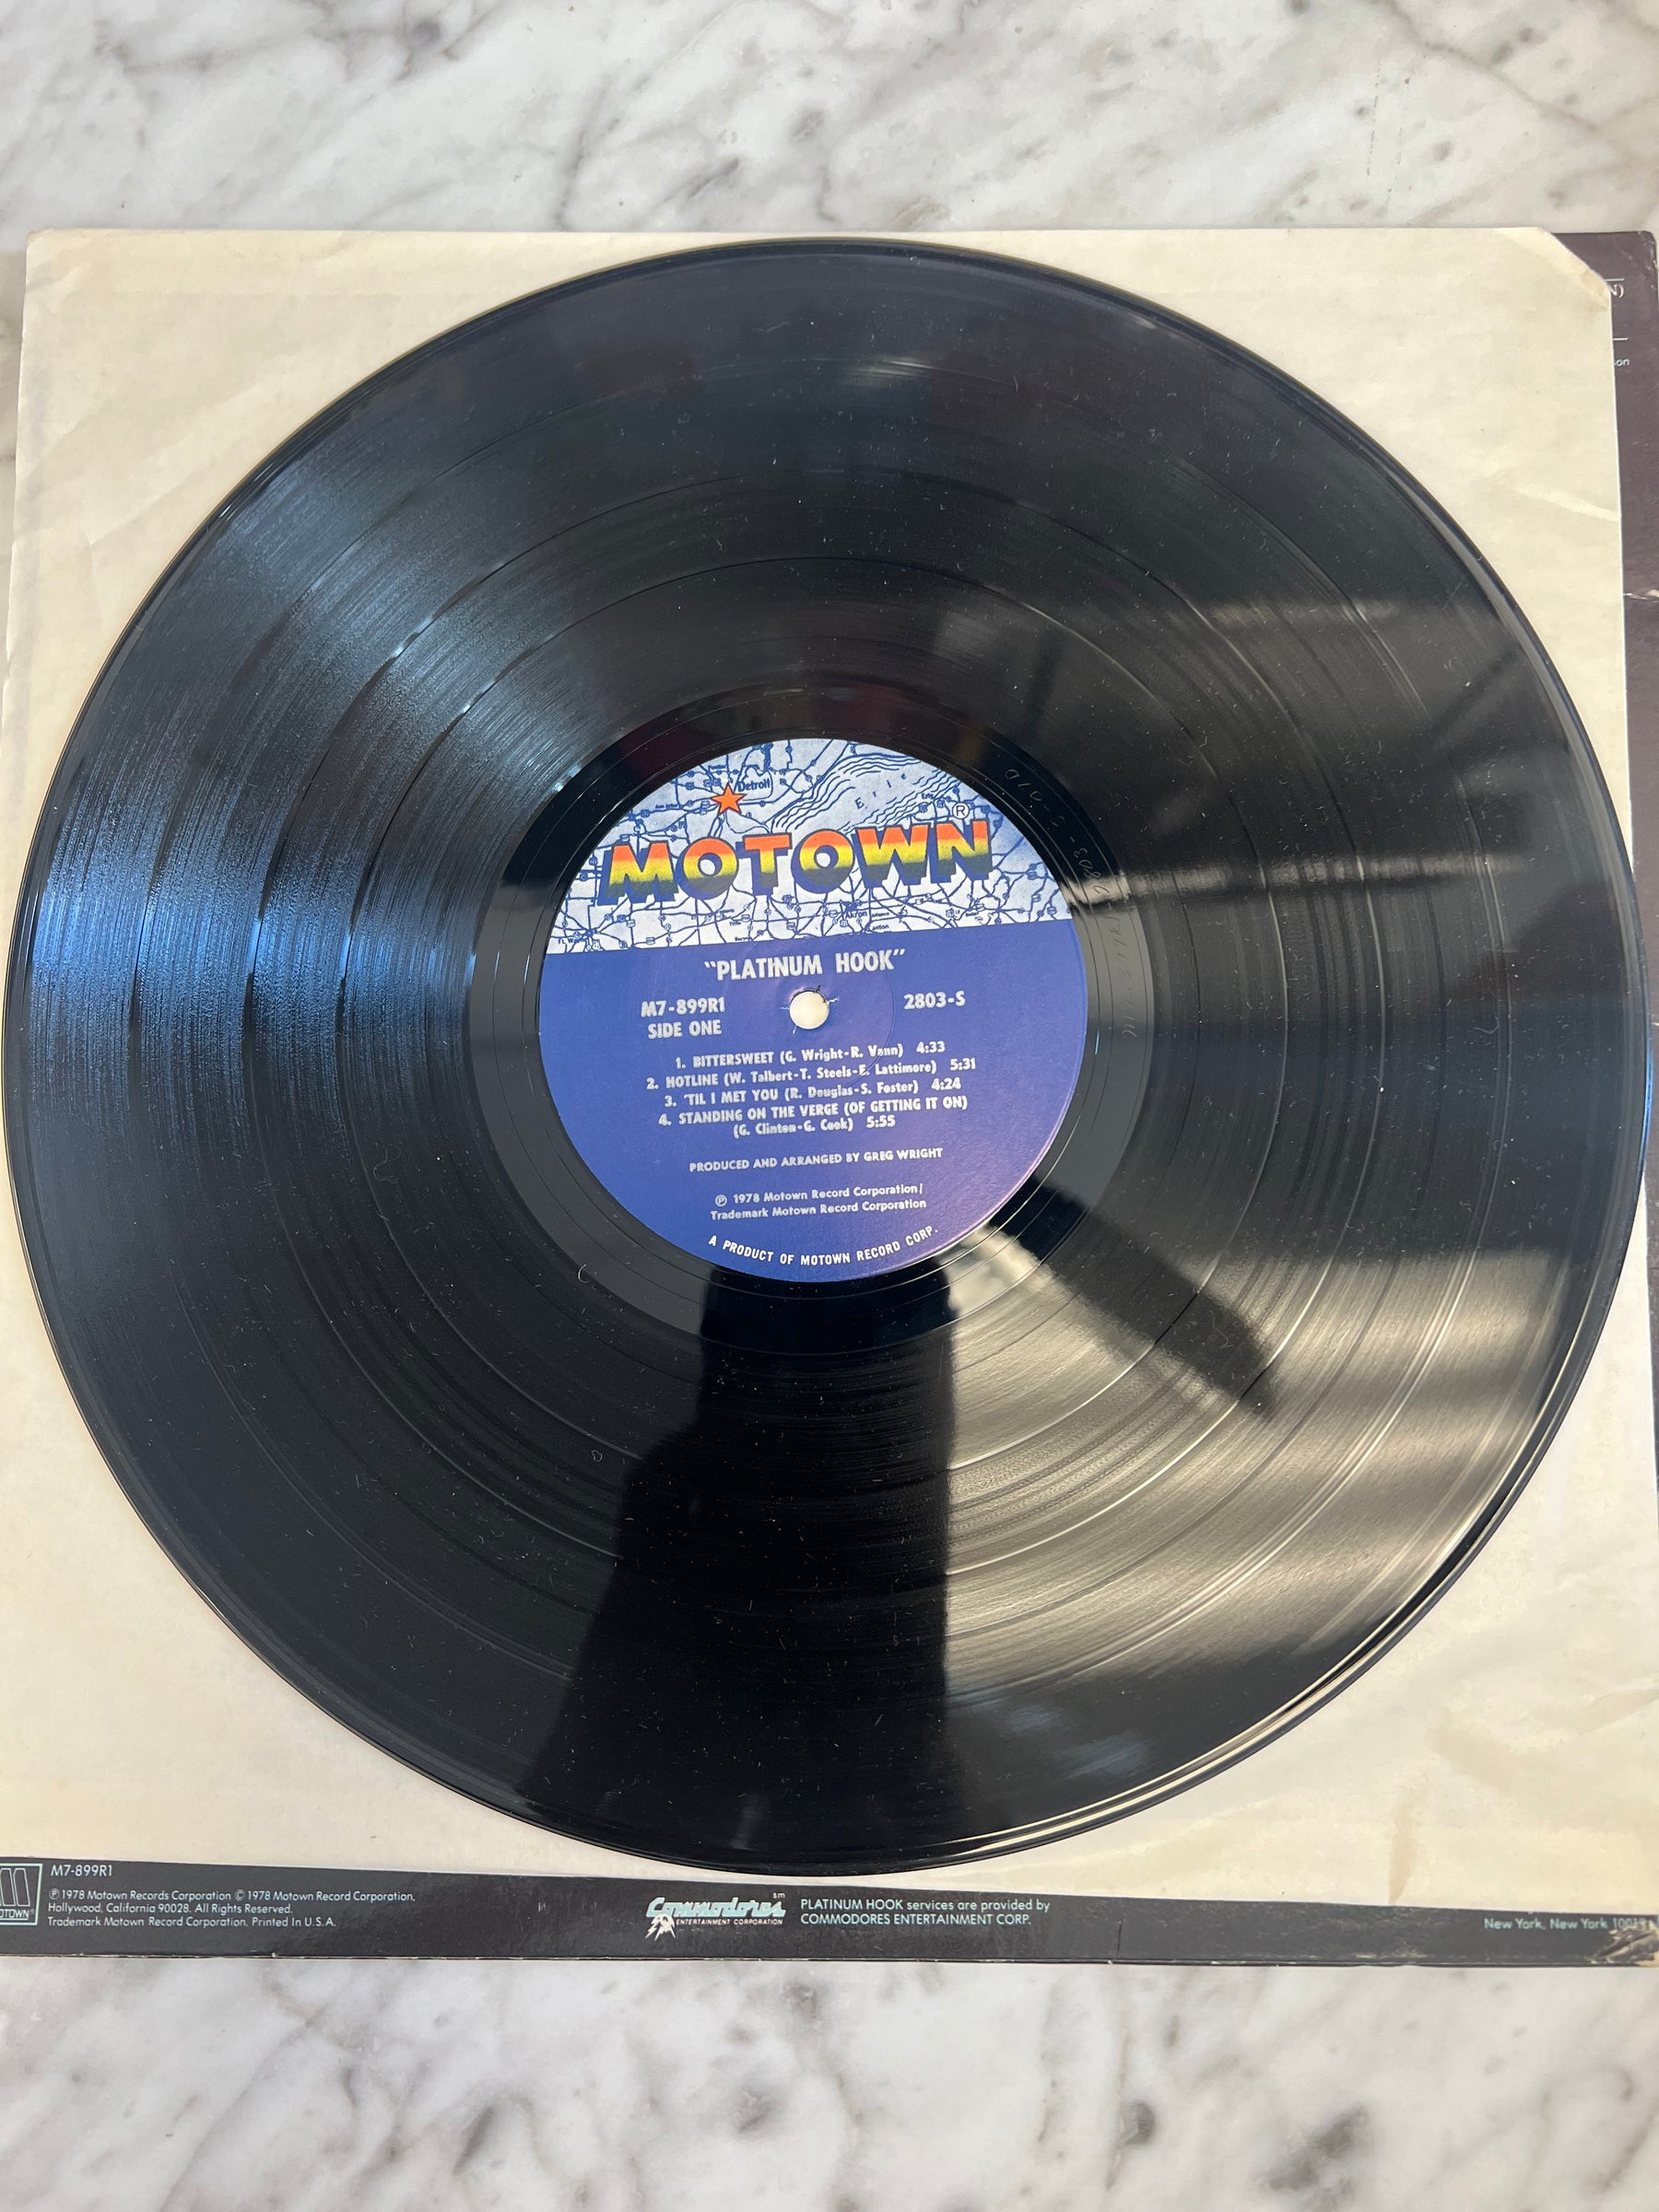 N)
Detroit
Erie
MOTOWN®
Akron
Canton
"PLATINUM HOOK"
M7-899R1 2803-S
SIDE ONE
1. BITTERSWEET (G. Wright-R. Vann) 4:33
2. HOTLINE (W. Talbert-T. Steels-E. Lattimore) 5:31
3. 'TIL I MET YOU (R. Douglas-S. Foster) 4:24
4. STANDING ON THE VERGE (OF GETTING IT ON)
(G. Clinton-G. Cook) 5:55
PRODUCED AND ARRANGED BY GREG WRIGHT
℗ 1978 Motown Record Corporation/
Trademark Motown Record Corporation
A PRODUCT OF MOTOWN RECORD CORP.
M7-899R1
℗ 1978 Motown Records Corporation © 1978 Motown Record Corporation,
Hollywood, California 90028. All Rights Reserved.
Trademark Motown Record Corporation. Printed In U.S.A.
Commodores℠
ENTERTAINMENT CORPORATION
PLATINUM HOOK services are provided by
COMMODORES ENTERTAINMENT CORP.
New York, New York